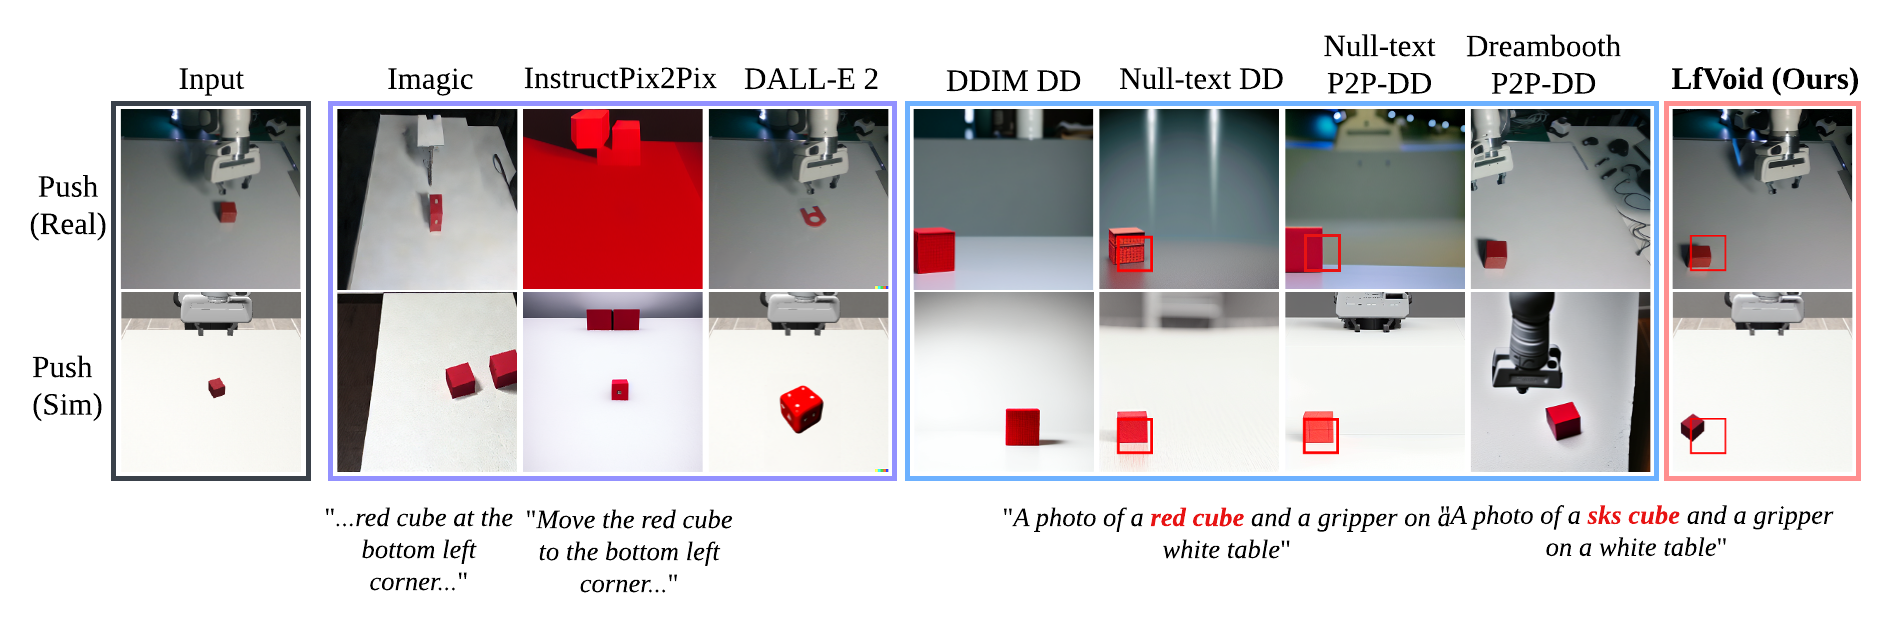 Input
Imagic
InstructPix2Pix
DALL-E 2
DDIM DD
Null-text DD
Null-text
P2P-DD
Dreambooth
P2P-DD
LfVoid (Ours)
Push
(Real)
Push
(Sim)
"...red cube at the
bottom left
corner..."
"Move the red cube
to the bottom left
corner..."
"A photo of a red cube and a gripper on a
white table"
"A photo of a sks cube and a gripper
on a white table"